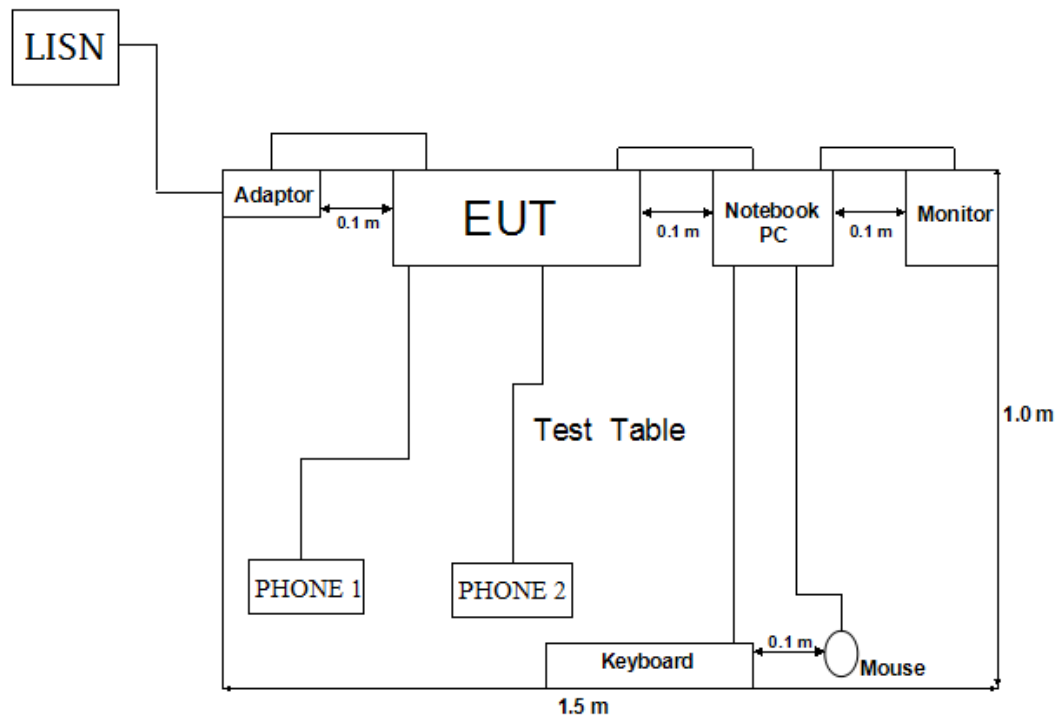 LISN
Adaptor
0.1 m
EUT
0.1 m
Notebook
PC
0.1 m
Monitor
Test Table
1.0 m
PHONE 1
PHONE 2
Keyboard
0.1 m
Mouse
1.5 m